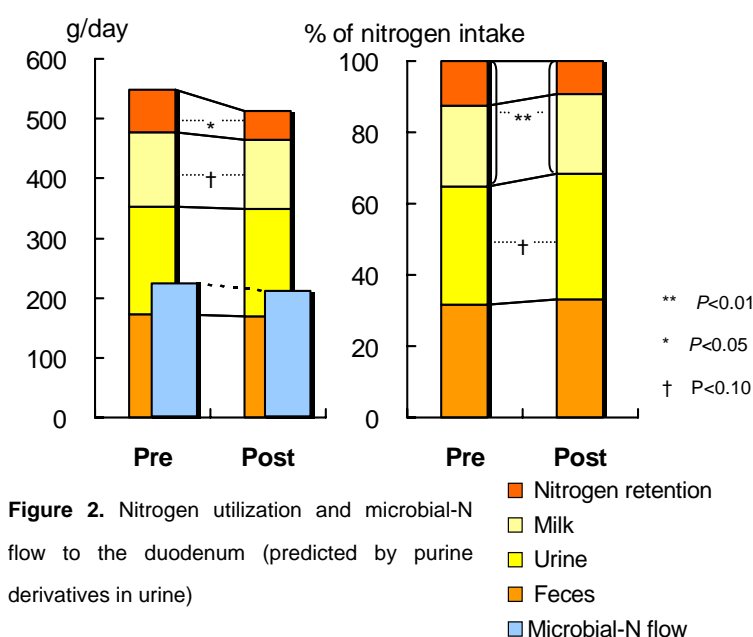 g/day
600
500
400
300
200
100
0
*
†
Pre Post
% of nitrogen intake
100
80
60
40
20
0
**
†
Pre Post
** P<0.01
* P<0.05
† P<0.10
Nitrogen retention
Milk
Urine
Feces
Microbial-N flow
Figure 2. Nitrogen utilization and microbial-N
flow to the duodenum (predicted by purine
derivatives in urine)